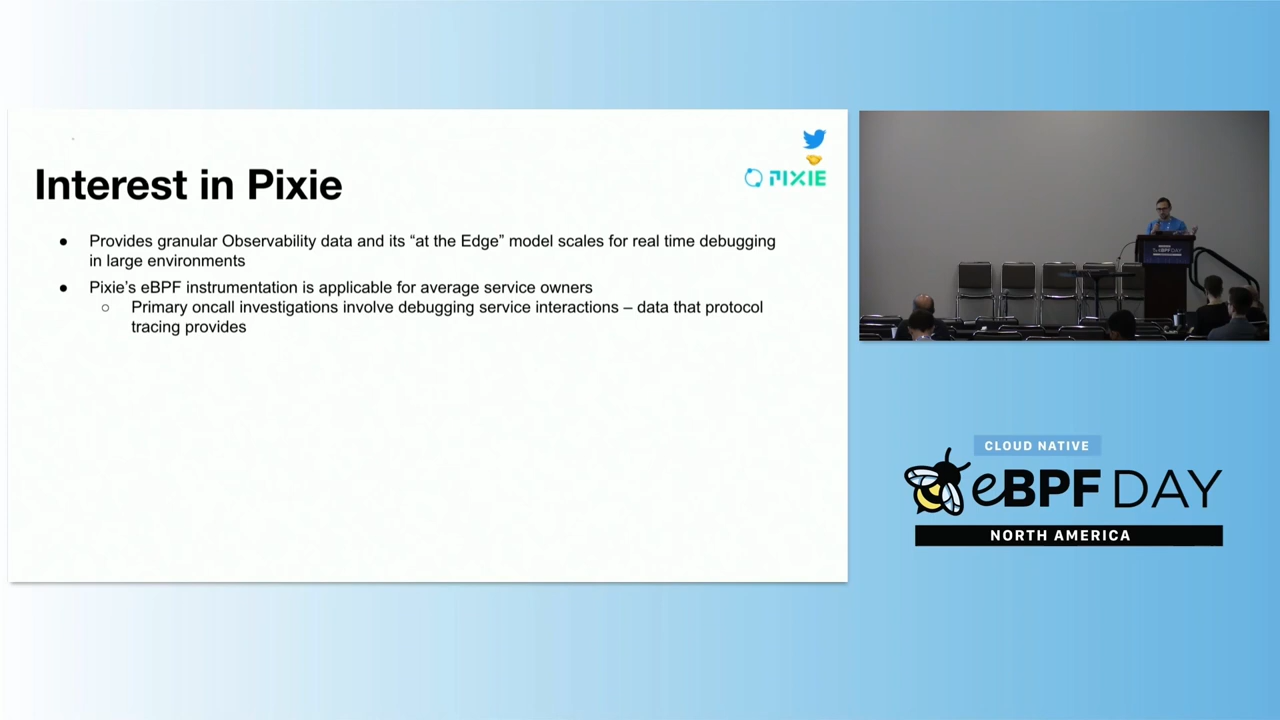 Interest in Pixie
PIXIE
● Provides granular Observability data and its “at the Edge” model scales for real time debugging
in large environments
● Pixie’s eBPF instrumentation is applicable for average service owners
○ Primary oncall investigations involve debugging service interactions – data that protocol
tracing provides
eBPF DAY
CLOUD NATIVE
eBPF DAY
NORTH AMERICA